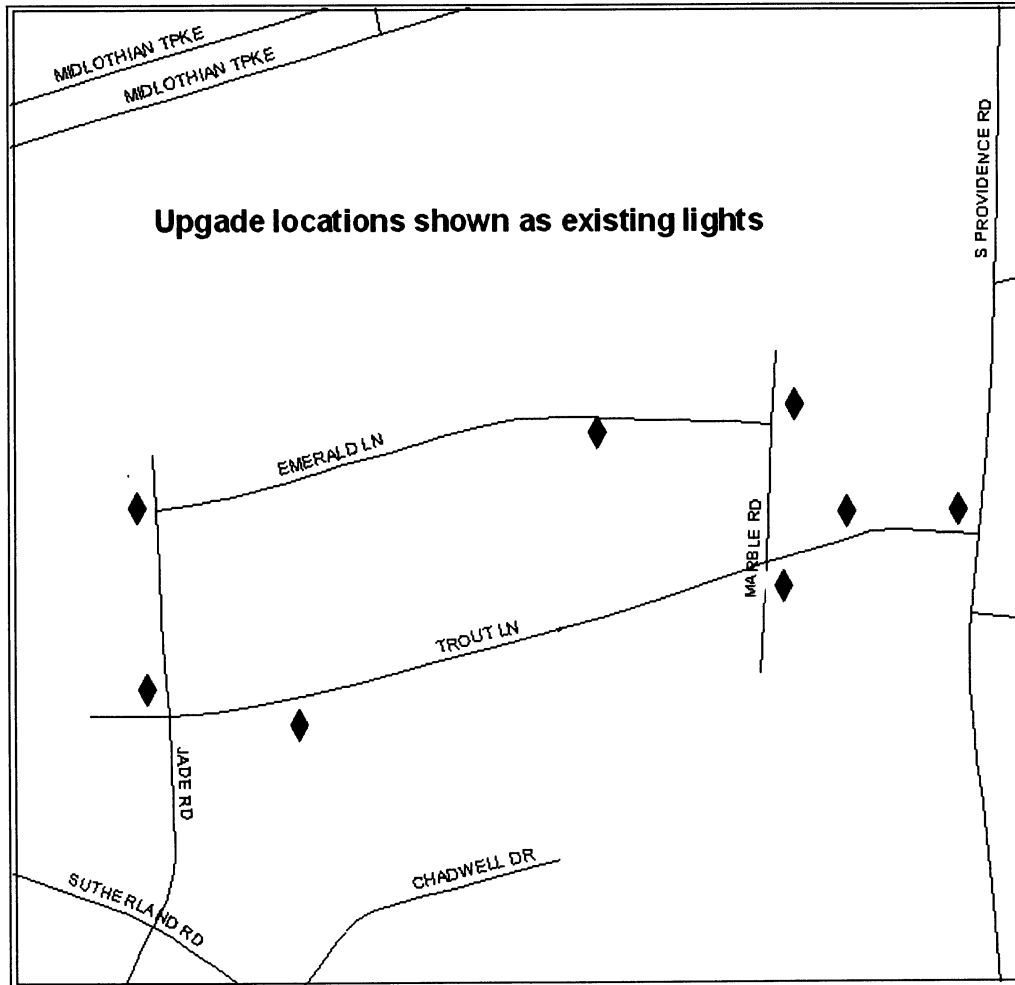 MIDLOTHIAN TPKE
MIDLOTHIAN TPKE
S PROVIDENCE RD
Upgade locations shown as existing lights
EMERALD LN
MARBLE RD
TROUT LN
JADE RD
CHADWELL DR
SUTHERLAND RD